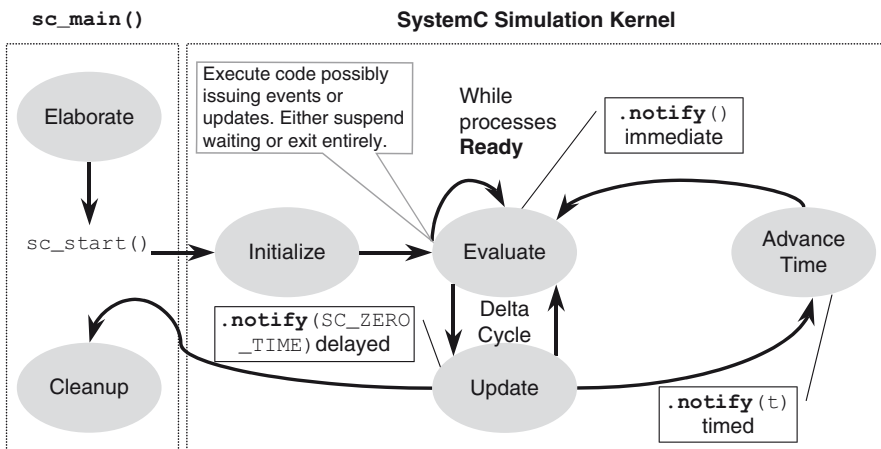 sc_main()
SystemC Simulation Kernel
Elaborate
sc_start()
Cleanup
Execute code possibly
issuing events or
updates. Either suspend
waiting or exit entirely.
While
processes
Ready
.notify()
immediate
Initialize
Evaluate
Advance
Time
.notify(SC_ZERO
_TIME)delayed
Delta
Cycle
Update
.notify(t)
timed